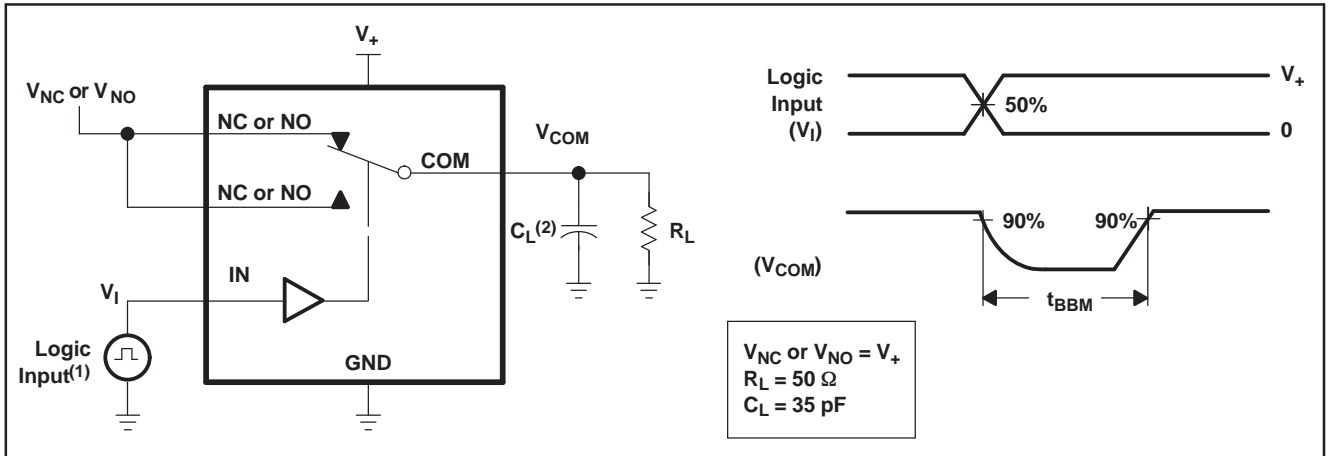 V+
VNC or VNO
NC or NO
VCOM
COM
NC or NO
CL(2)
RL
IN
VI
Logic
Input(1)
GND
Logic
Input
(VI)
V+
50%
0
90%
90%
(VCOM)
tBBM
VNC or VNO = V+
RL = 50 Ω
CL = 35 pF